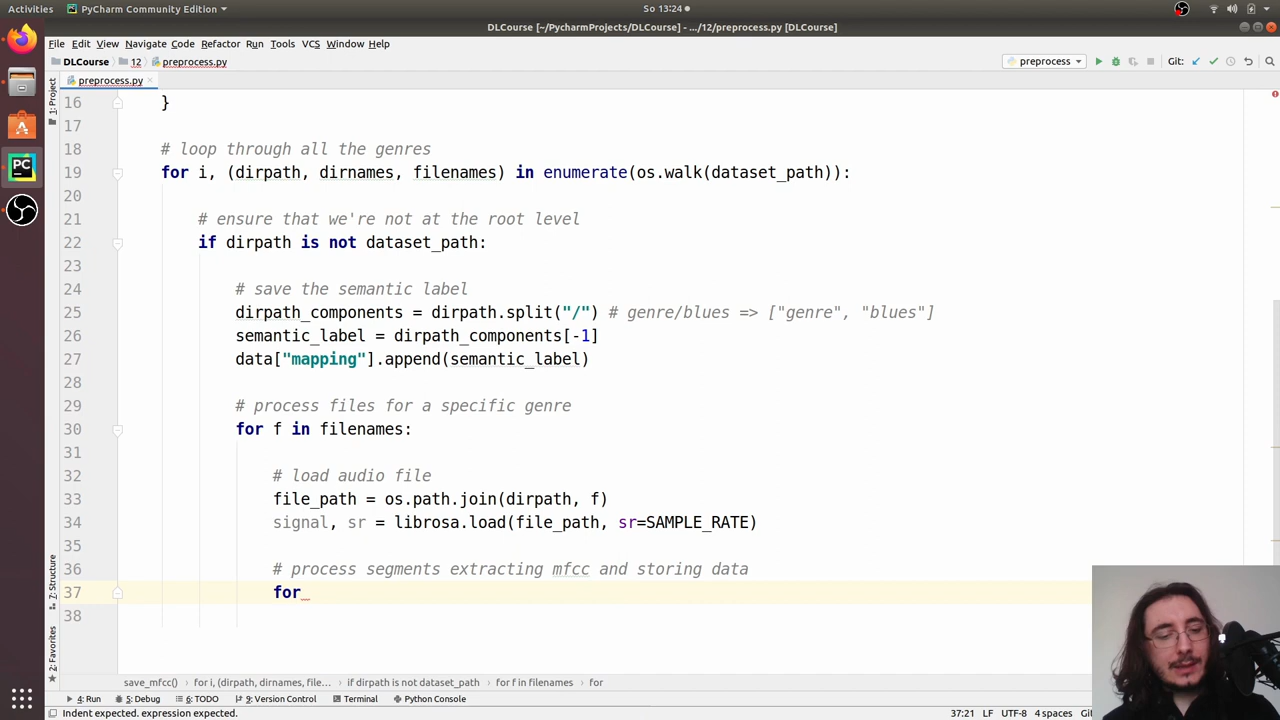 Activities
PyCharm Community Edition
So 13:24
DLCourse [~/PycharmProjects/DLCourse] - .../12/preprocess.py [DLCourse]
File Edit View Navigate Code Refactor Run Tools VCS Window Help
DLCourse 12 preprocess.py preprocess Git:
preprocess.py
1: Project
16 }
17
18 # loop through all the genres
19 for i, (dirpath, dirnames, filenames) in enumerate(os.walk(dataset_path)):
20
21 # ensure that we're not at the root level
22 if dirpath is not dataset_path:
23
24 # save the semantic label
25 dirpath_components = dirpath.split("/") # genre/blues => ["genre", "blues"]
26 semantic_label = dirpath_components[-1]
27 data["mapping"].append(semantic_label)
28
29 # process files for a specific genre
30 for f in filenames:
31
32 # load audio file
33 file_path = os.path.join(dirpath, f)
34 signal, sr = librosa.load(file_path, sr=SAMPLE_RATE)
35
36 # process segments extracting mfcc and storing data
37 for
38
7: Structure
2: Favorites
save_mfcc() for i, (dirpath, dirnames, file... if dirpath is not dataset_path for f in filenames for
4: Run 5: Debug 6: TODO 9: Version Control Terminal Python Console
Indent expected. expression expected. 37:21 LF UTF-8 4 spaces Git